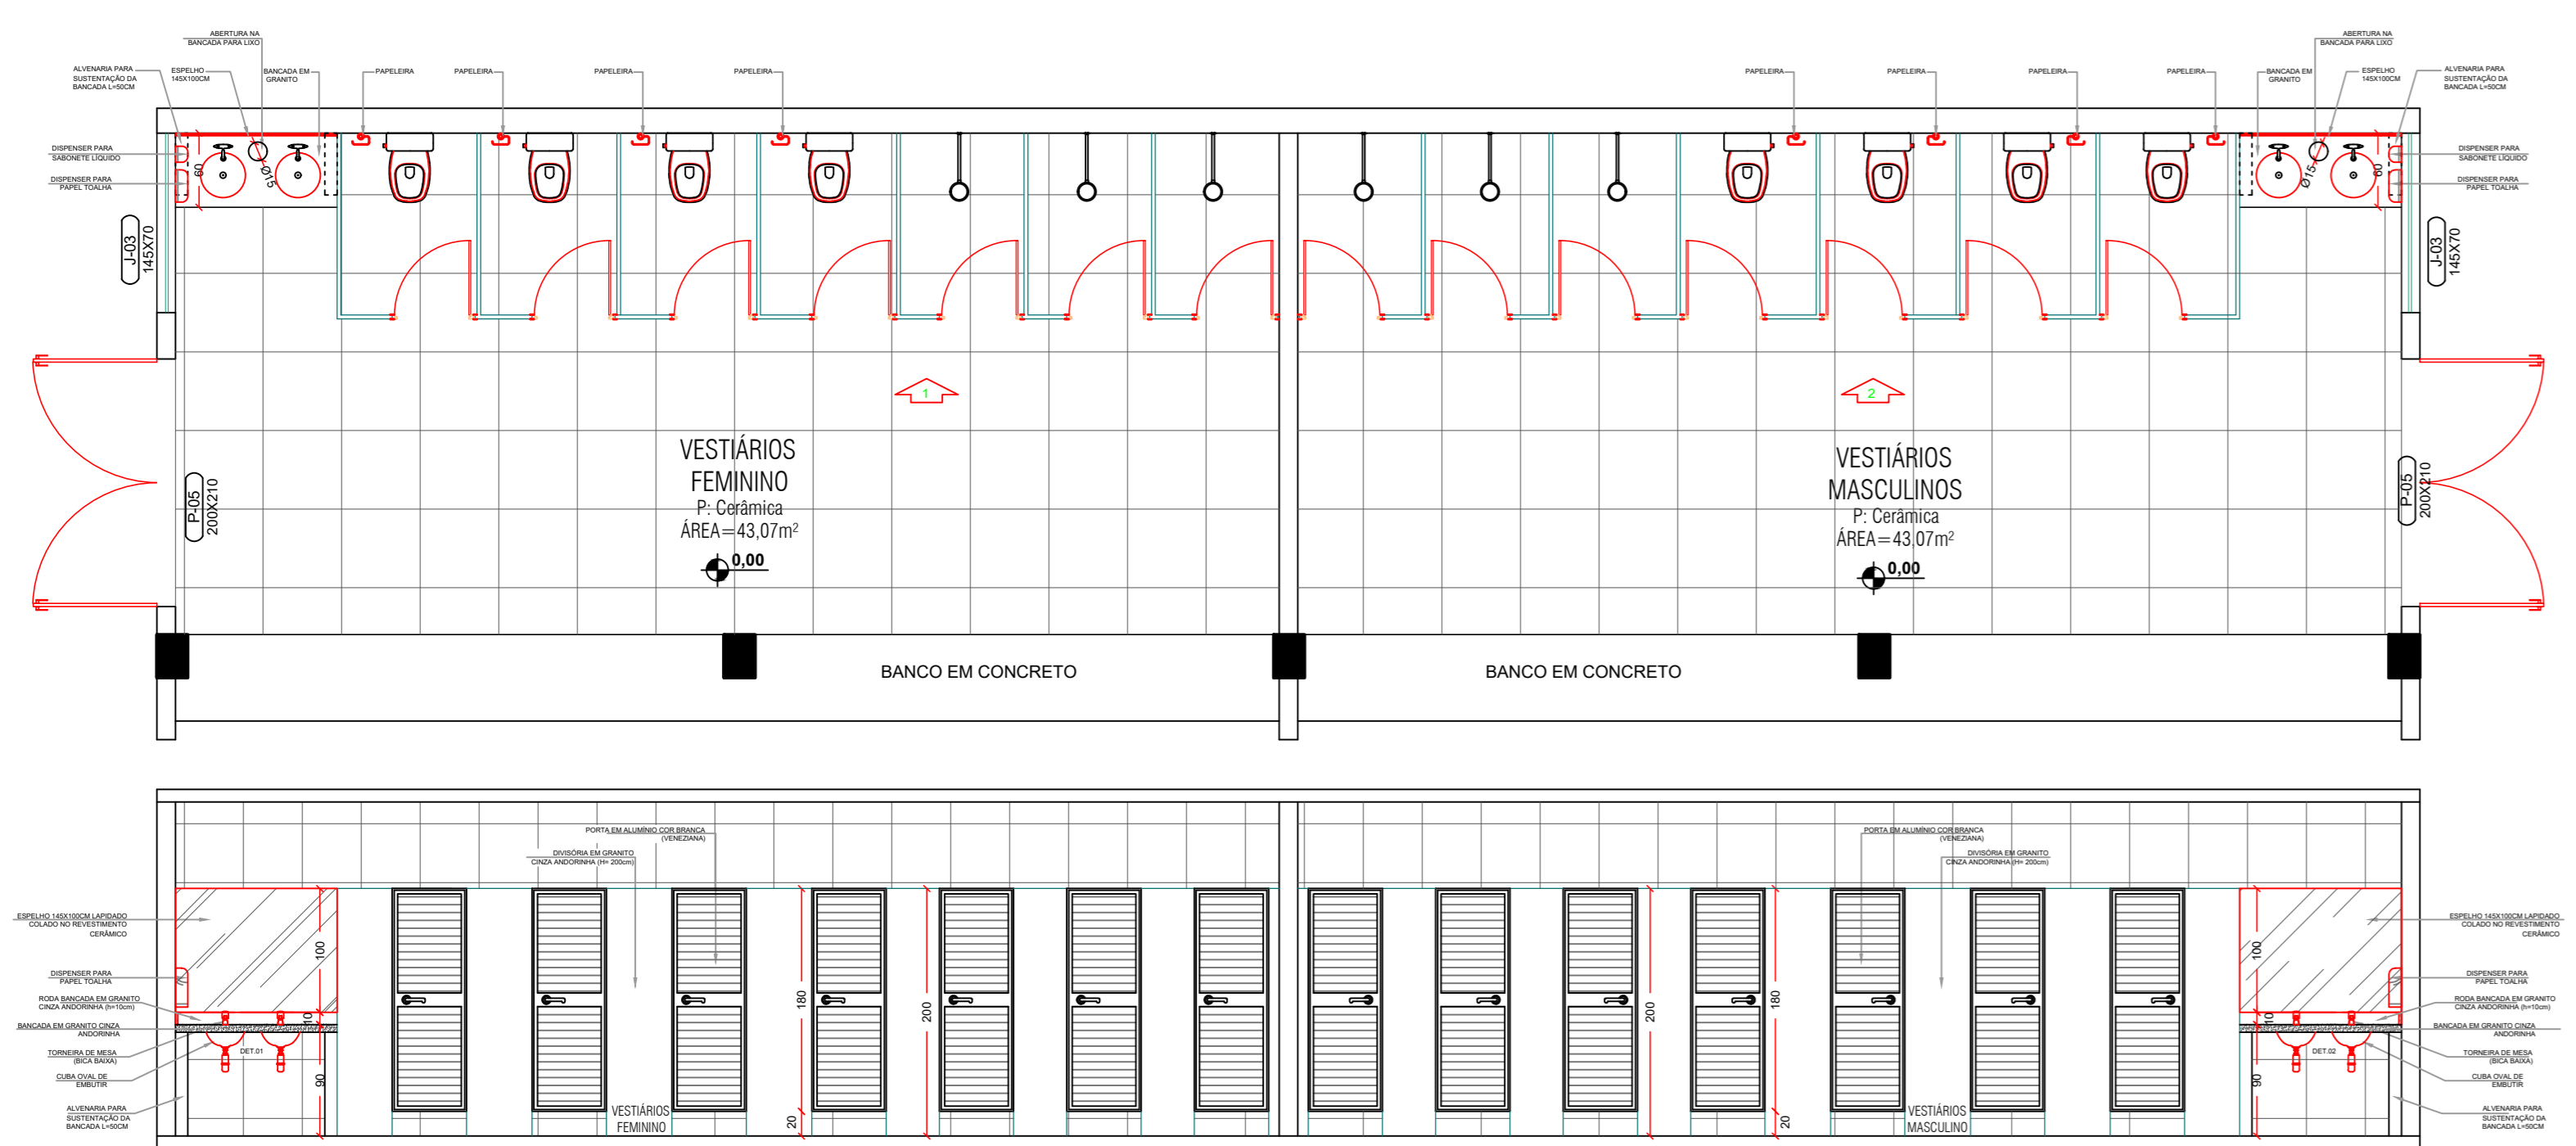 ABERTURA NA
BANCADA PARA LIXO
ALVENARIA PARA
SUSTENTAÇÃO DA
BANCADA L=50CM
ESPELHO
145X100CM
BANCADA EM
GRANITO
PAPELEIRA
PAPELEIRA
PAPELEIRA
PAPELEIRA
PAPELEIRA
PAPELEIRA
PAPELEIRA
PAPELEIRA
BANCADA EM
GRANITO
ESPELHO
145X100CM
ABERTURA NA
BANCADA PARA LIXO
ALVENARIA PARA
SUSTENTAÇÃO DA
BANCADA L=50CM
DISPENSER PARA
SABONETE LÍQUIDO
DISPENSER PARA
PAPEL TOALHA
60
Ø15
Ø15
60
DISPENSER PARA
SABONETE LÍQUIDO
DISPENSER PARA
PAPEL TOALHA
J-03
145X70
J-03
145X70
1
2
VESTIÁRIOS
FEMININO
P: Cerâmica
ÁREA=43,07m²
0,00
VESTIÁRIOS
MASCULINOS
P: Cerâmica
ÁREA=43,07m²
0,00
P-05
200X210
P-05
200X210
BANCO EM CONCRETO
BANCO EM CONCRETO
PORTA EM ALUMÍNIO COR BRANCA
(VENEZIANA)
DIVISÓRIA EM GRANITO
CINZA ANDORINHA (H= 200cm)
PORTA EM ALUMÍNIO COR BRANCA
(VENEZIANA)
DIVISÓRIA EM GRANITO
CINZA ANDORINHA (H= 200cm)
ESPELHO 145X100CM LAPIDADO
COLADO NO REVESTIMENTO
CERÂMICO
DISPENSER PARA
PAPEL TOALHA
RODA BANCADA EM GRANITO
CINZA ANDORINHA (h=10cm)
BANCADA EM GRANITO CINZA
ANDORINHA
TORNEIRA DE MESA
(BICA BAIXA)
CUBA OVAL DE
EMBUTIR
ALVENARIA PARA
SUSTENTAÇÃO DA
BANCADA L=50CM
DET.01
100
10
90
180
20
200
VESTIÁRIOS
FEMININO
200
180
20
VESTIÁRIOS
MASCULINO
100
10
90
DET.02
ESPELHO 145X100CM LAPIDADO
COLADO NO REVESTIMENTO
CERÂMICO
DISPENSER PARA
PAPEL TOALHA
RODA BANCADA EM GRANITO
CINZA ANDORINHA (h=10cm)
BANCADA EM GRANITO CINZA
ANDORINHA
TORNEIRA DE MESA
(BICA BAIXA)
CUBA OVAL DE
EMBUTIR
ALVENARIA PARA
SUSTENTAÇÃO DA
BANCADA L=50CM